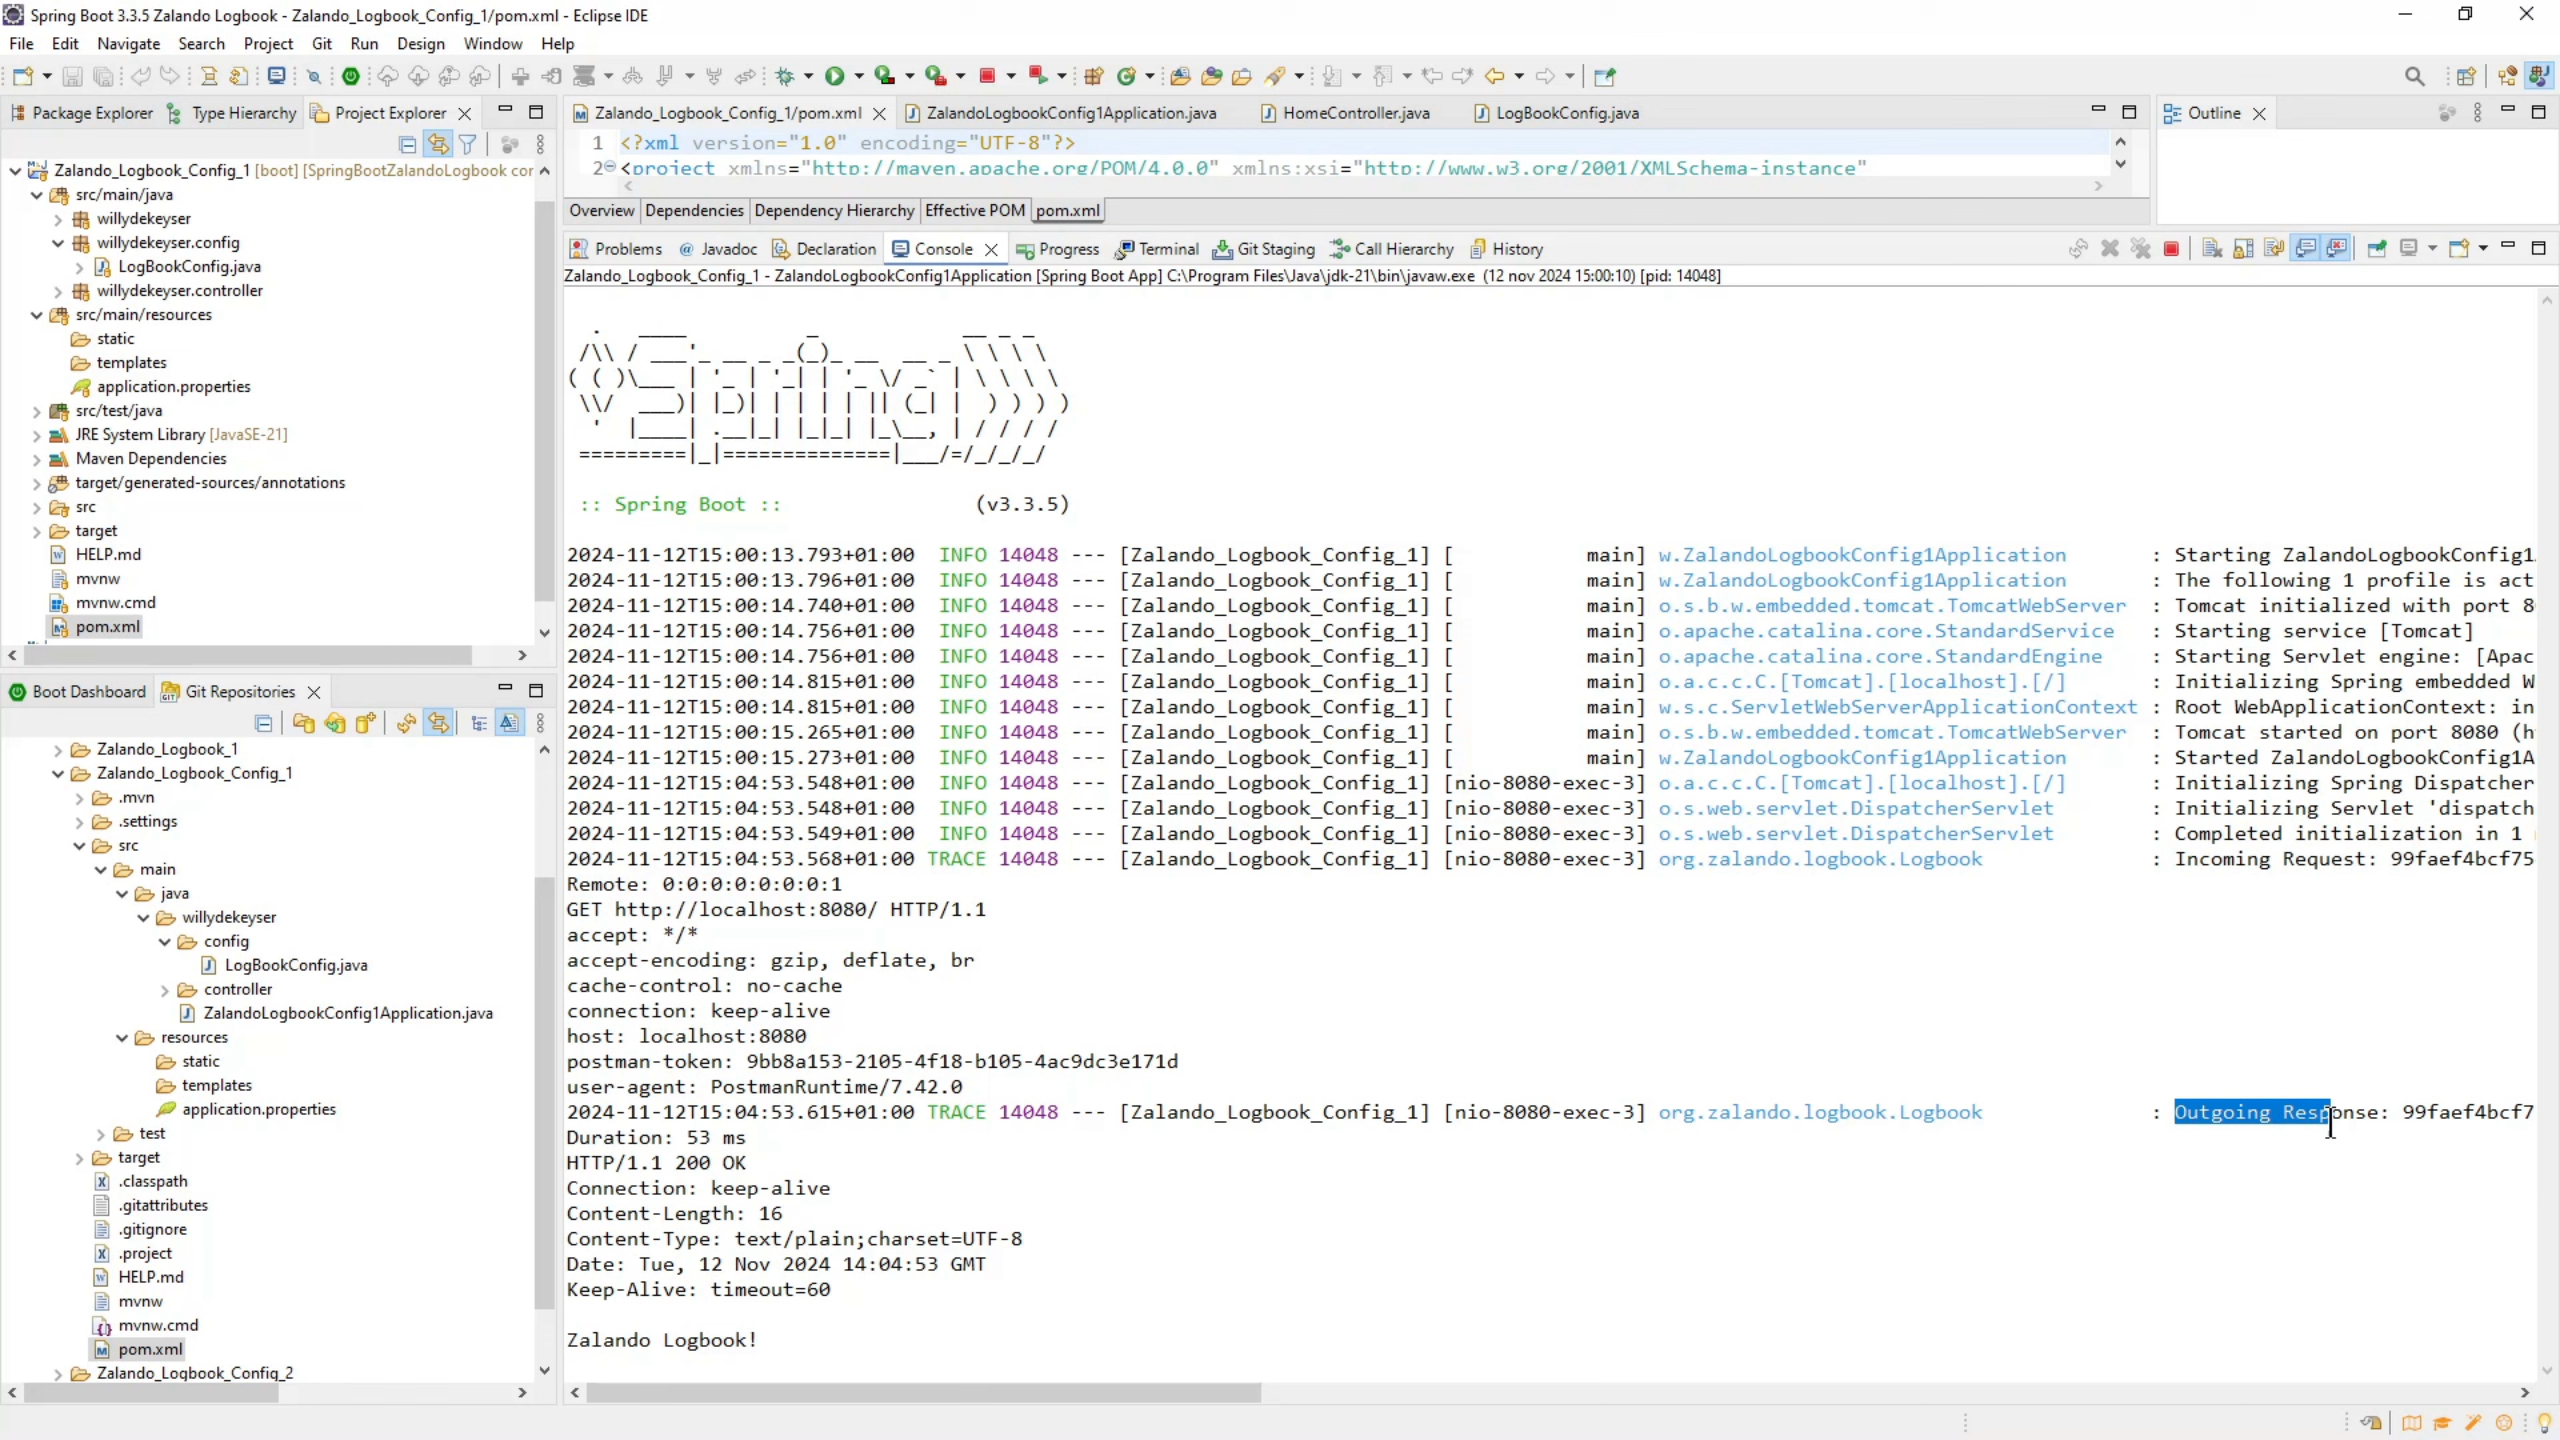 Spring Boot 3.3.5 Zalando Logbook - Zalando_Logbook_Config_1/pom.xml - Eclipse IDE
File Edit Navigate Search Project Git Run Design Window Help
Package Explorer Type Hierarchy Project Explorer
Zalando_Logbook_Config_1 [boot] [SpringBootZalandoLogbook cor
src/main/java
willydekeyser
willydekeyser.config
LogBookConfig.java
willydekeyser.controller
src/main/resources
static
templates
application.properties
src/test/java
JRE System Library [JavaSE-21]
Maven Dependencies
target/generated-sources/annotations
src
target
HELP.md
mvnw
mvnw.cmd
pom.xml
Boot Dashboard Git Repositories
Zalando_Logbook_1
Zalando_Logbook_Config_1
.mvn
.settings
src
main
java
willydekeyser
config
LogBookConfig.java
controller
ZalandoLogbookConfig1Application.java
resources
static
templates
application.properties
test
target
.classpath
.gitattributes
.gitignore
.project
HELP.md
mvnw
mvnw.cmd
pom.xml
Zalando_Logbook_Config_2
Zalando_Logbook_Config_1/pom.xml ZalandoLogbookConfig1Application.java HomeController.java LogBookConfig.java
1 <?xml version="1.0" encoding="UTF-8"?>
2 <project xmlns="http://maven.apache.org/POM/4.0.0" xmlns:xsi="http://www.w3.org/2001/XMLSchema-instance"
Overview Dependencies Dependency Hierarchy Effective POM pom.xml
Outline
Problems @ Javadoc Declaration Console Progress Terminal Git Staging Call Hierarchy History
Zalando_Logbook_Config_1 - ZalandoLogbookConfig1Application [Spring Boot App] C:\Program Files\Java\jdk-21\bin\javaw.exe (12 nov 2024 15:00:10) [pid: 14048]
Spring
:: Spring Boot :: (v3.3.5)
2024-11-12T15:00:13.793+01:00 INFO 14048 --- [Zalando_Logbook_Config_1] [ main] w.ZalandoLogbookConfig1Application : Starting ZalandoLogbookConfig1
2024-11-12T15:00:13.796+01:00 INFO 14048 --- [Zalando_Logbook_Config_1] [ main] w.ZalandoLogbookConfig1Application : The following 1 profile is act
2024-11-12T15:00:14.740+01:00 INFO 14048 --- [Zalando_Logbook_Config_1] [ main] o.s.b.w.embedded.tomcat.TomcatWebServer : Tomcat initialized with port 8
2024-11-12T15:00:14.756+01:00 INFO 14048 --- [Zalando_Logbook_Config_1] [ main] o.apache.catalina.core.StandardService : Starting service [Tomcat]
2024-11-12T15:00:14.756+01:00 INFO 14048 --- [Zalando_Logbook_Config_1] [ main] o.apache.catalina.core.StandardEngine : Starting Servlet engine: [Apac
2024-11-12T15:00:14.815+01:00 INFO 14048 --- [Zalando_Logbook_Config_1] [ main] o.a.c.c.C.[Tomcat].[localhost].[/] : Initializing Spring embedded W
2024-11-12T15:00:14.815+01:00 INFO 14048 --- [Zalando_Logbook_Config_1] [ main] w.s.c.ServletWebServerApplicationContext : Root WebApplicationContext: in
2024-11-12T15:00:15.265+01:00 INFO 14048 --- [Zalando_Logbook_Config_1] [ main] o.s.b.w.embedded.tomcat.TomcatWebServer : Tomcat started on port 8080 (h
2024-11-12T15:00:15.273+01:00 INFO 14048 --- [Zalando_Logbook_Config_1] [ main] w.ZalandoLogbookConfig1Application : Started ZalandoLogbookConfig1A
2024-11-12T15:04:53.548+01:00 INFO 14048 --- [Zalando_Logbook_Config_1] [nio-8080-exec-3] o.a.c.c.C.[Tomcat].[localhost].[/] : Initializing Spring Dispatcher
2024-11-12T15:04:53.548+01:00 INFO 14048 --- [Zalando_Logbook_Config_1] [nio-8080-exec-3] o.s.web.servlet.DispatcherServlet : Initializing Servlet 'dispatch
2024-11-12T15:04:53.549+01:00 INFO 14048 --- [Zalando_Logbook_Config_1] [nio-8080-exec-3] o.s.web.servlet.DispatcherServlet : Completed initialization in 1
2024-11-12T15:04:53.568+01:00 TRACE 14048 --- [Zalando_Logbook_Config_1] [nio-8080-exec-3] org.zalando.logbook.Logbook : Incoming Request: 99faef4bcf75
Remote: 0:0:0:0:0:0:0:1
GET http://localhost:8080/ HTTP/1.1
accept: */*
accept-encoding: gzip, deflate, br
cache-control: no-cache
connection: keep-alive
host: localhost:8080
postman-token: 9bb8a153-2105-4f18-b105-4ac9dc3e171d
user-agent: PostmanRuntime/7.42.0
2024-11-12T15:04:53.615+01:00 TRACE 14048 --- [Zalando_Logbook_Config_1] [nio-8080-exec-3] org.zalando.logbook.Logbook : Outgoing Response: 99faef4bcf7
Duration: 53 ms
HTTP/1.1 200 OK
Connection: keep-alive
Content-Length: 16
Content-Type: text/plain;charset=UTF-8
Date: Tue, 12 Nov 2024 14:04:53 GMT
Keep-Alive: timeout=60
Zalando Logbook!